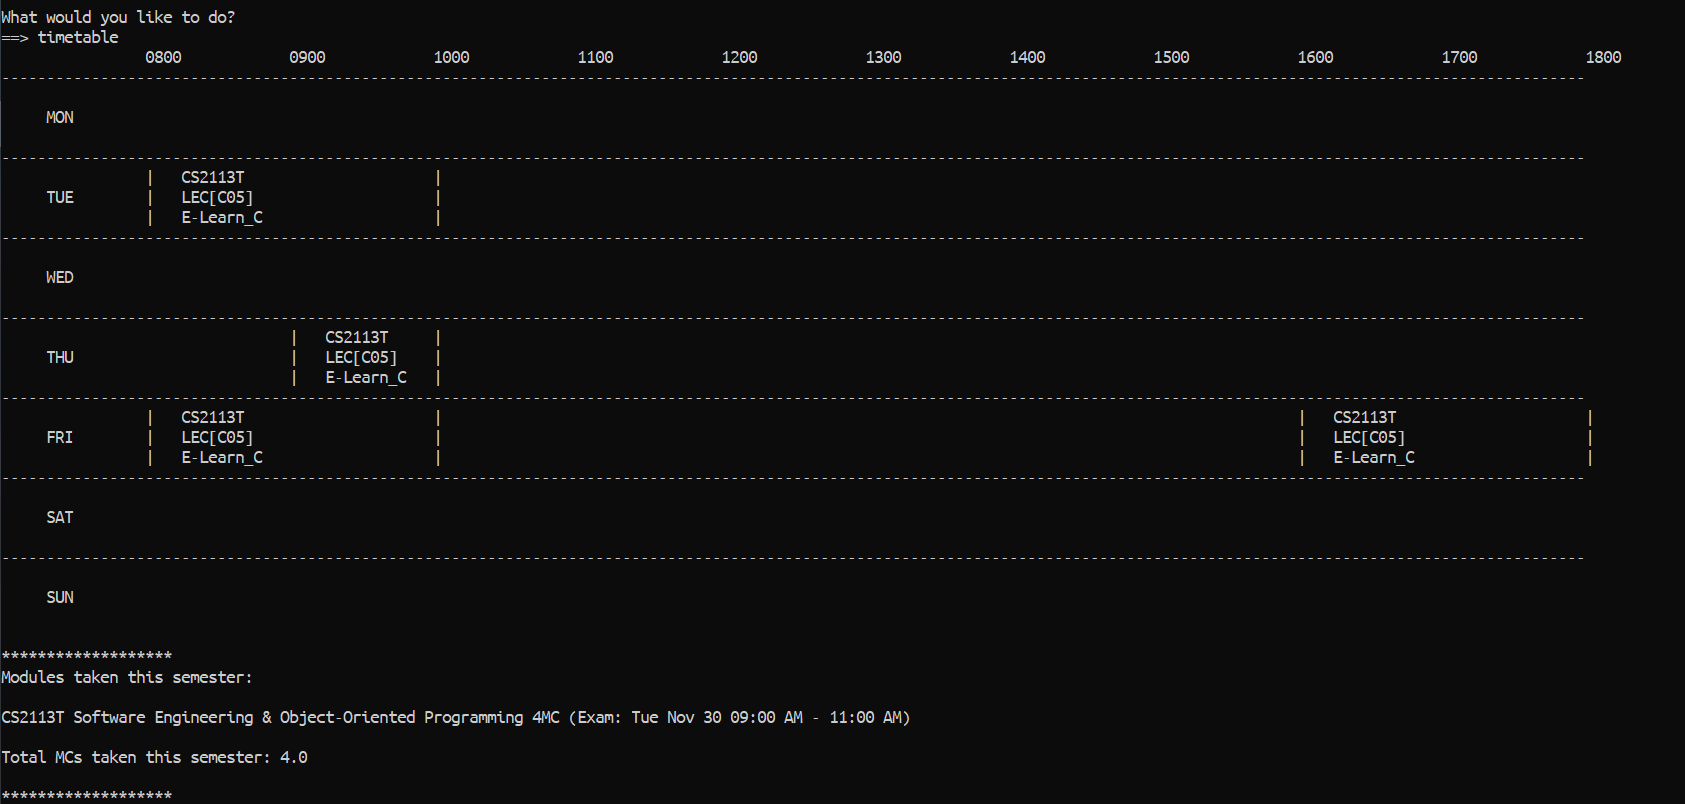 What would you like to do?
==> timetable
0800 0900 1000 1100 1200 1300 1400 1500 1600 1700 1800
--------------------------------------------------------------------------------------------------------------------------------------------------------------------------------
MON
--------------------------------------------------------------------------------------------------------------------------------------------------------------------------------
| CS2113T |
TUE | LEC[C05] |
| E-Learn_C |
--------------------------------------------------------------------------------------------------------------------------------------------------------------------------------
WED
--------------------------------------------------------------------------------------------------------------------------------------------------------------------------------
| CS2113T |
THU | LEC[C05] |
| E-Learn_C |
--------------------------------------------------------------------------------------------------------------------------------------------------------------------------------
| CS2113T | | CS2113T |
FRI | LEC[C05] | | LEC[C05] |
| E-Learn_C | | E-Learn_C |
--------------------------------------------------------------------------------------------------------------------------------------------------------------------------------
SAT
--------------------------------------------------------------------------------------------------------------------------------------------------------------------------------
SUN
*******************
Modules taken this semester:
CS2113T Software Engineering & Object-Oriented Programming 4MC (Exam: Tue Nov 30 09:00 AM - 11:00 AM)
Total MCs taken this semester: 4.0
*******************